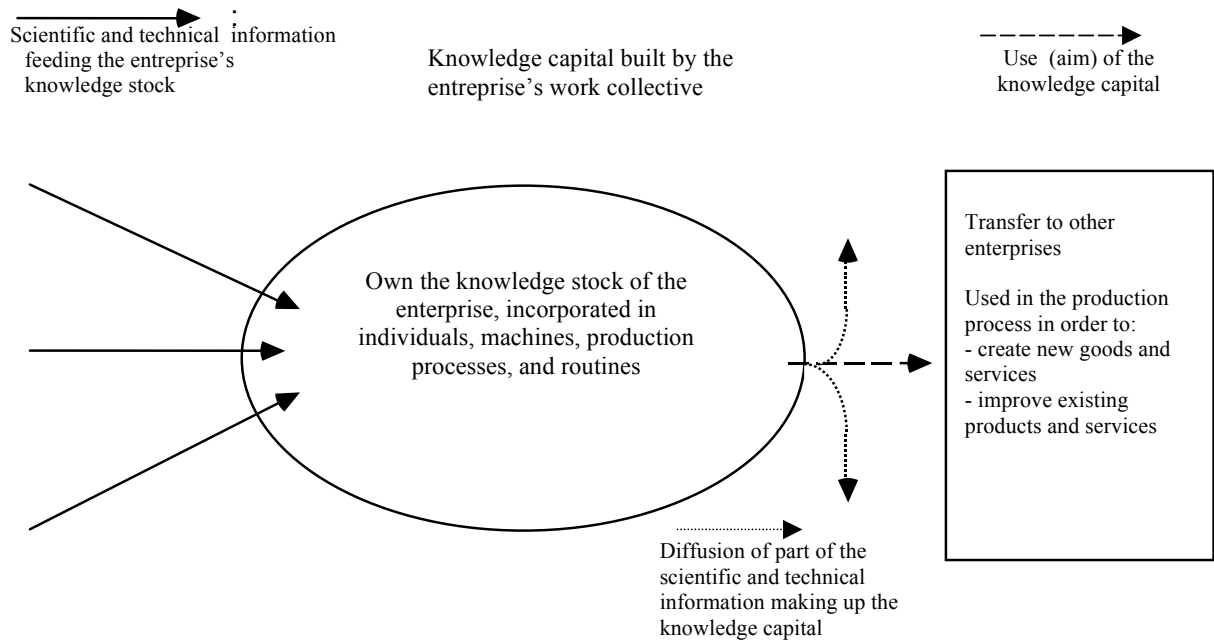 Scientific and technical : information
feeding the entreprise’s
knowledge stock
Knowledge capital built by the
entreprise’s work collective
Use (aim) of the
knowledge capital
Own the knowledge stock of the
enterprise, incorporated in
individuals, machines, production
processes, and routines
Transfer to other
enterprises
Used in the production
process in order to:
- create new goods and
services
- improve existing
products and services
Diffusion of part of the
scientific and technical
information making up the
knowledge capital